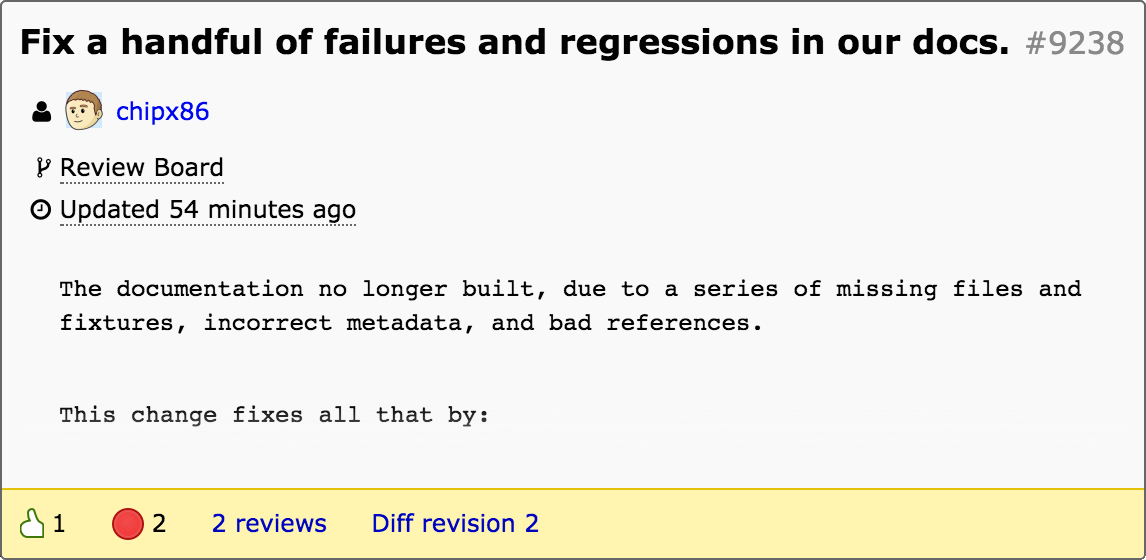 Fix a handful of failures and regressions in our docs. #9238
chipx86
Review Board
Updated 54 minutes ago
The documentation no longer built, due to a series of missing files and
fixtures, incorrect metadata, and bad references.
This change fixes all that by:
1 2 2 reviews Diff revision 2